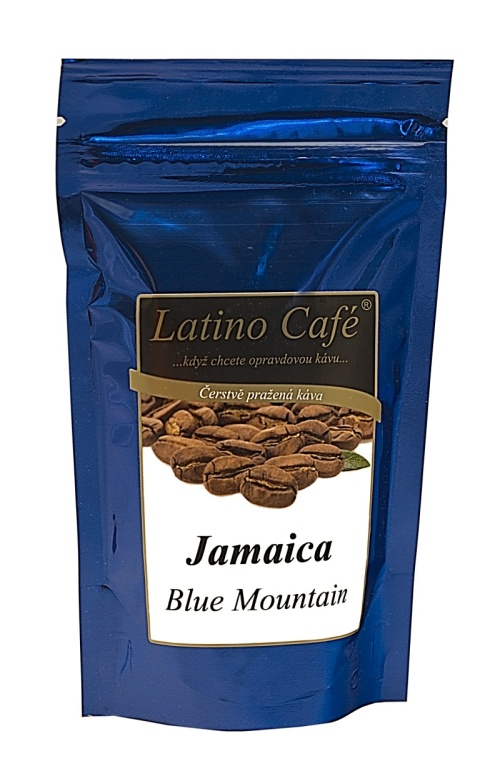 Latino Café®
...když chcete opravdovou kávu...
Čerstvě pražená káva
Jamaica
Blue Mountain